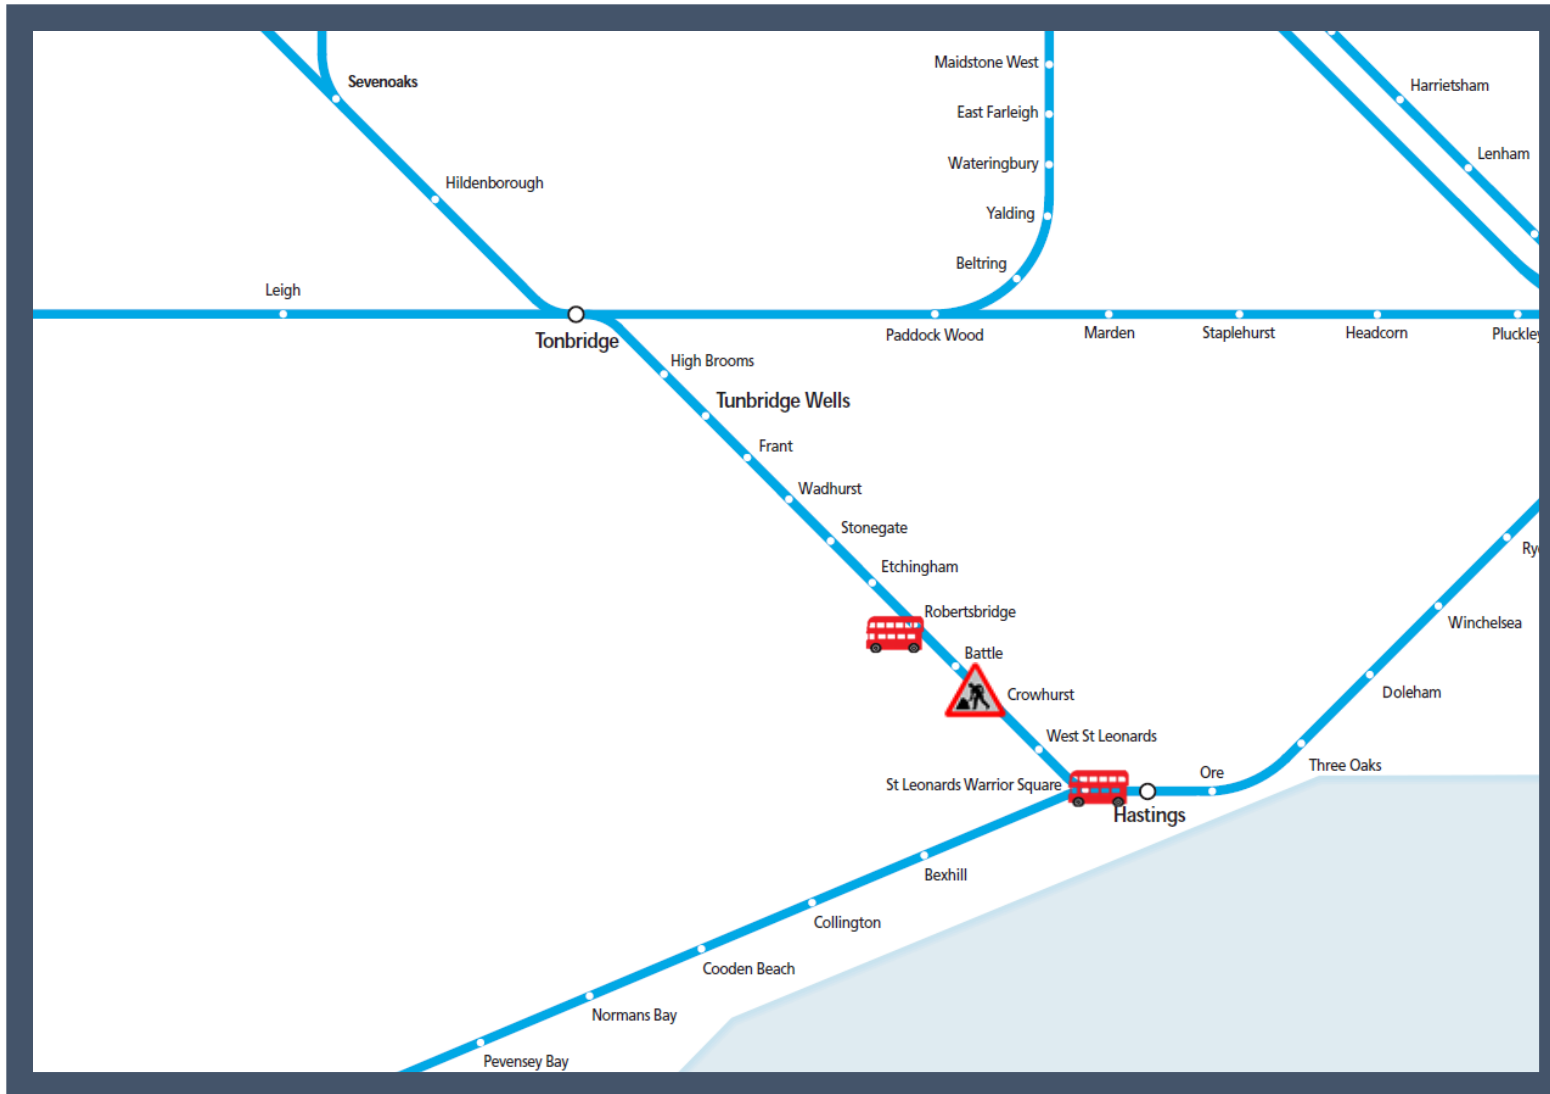 Maidstone West
Sevenoaks
Harrietsham
East Farleigh
Lenham
Wateringbury
Hildenborough
Yalding
Beltring
Leigh
Tonbridge
Paddock Wood
Marden
Staplehurst
Headcorn
Pluckley
High Brooms
Tunbridge Wells
Frant
Wadhurst
Stonegate
Rye
Etchingham
Robertsbridge
Winchelsea
Battle
Crowhurst
Doleham
West St Leonards
Three Oaks
Ore
St Leonards Warrior Square
Hastings
Bexhill
Collington
Cooden Beach
Normans Bay
Pevensey Bay